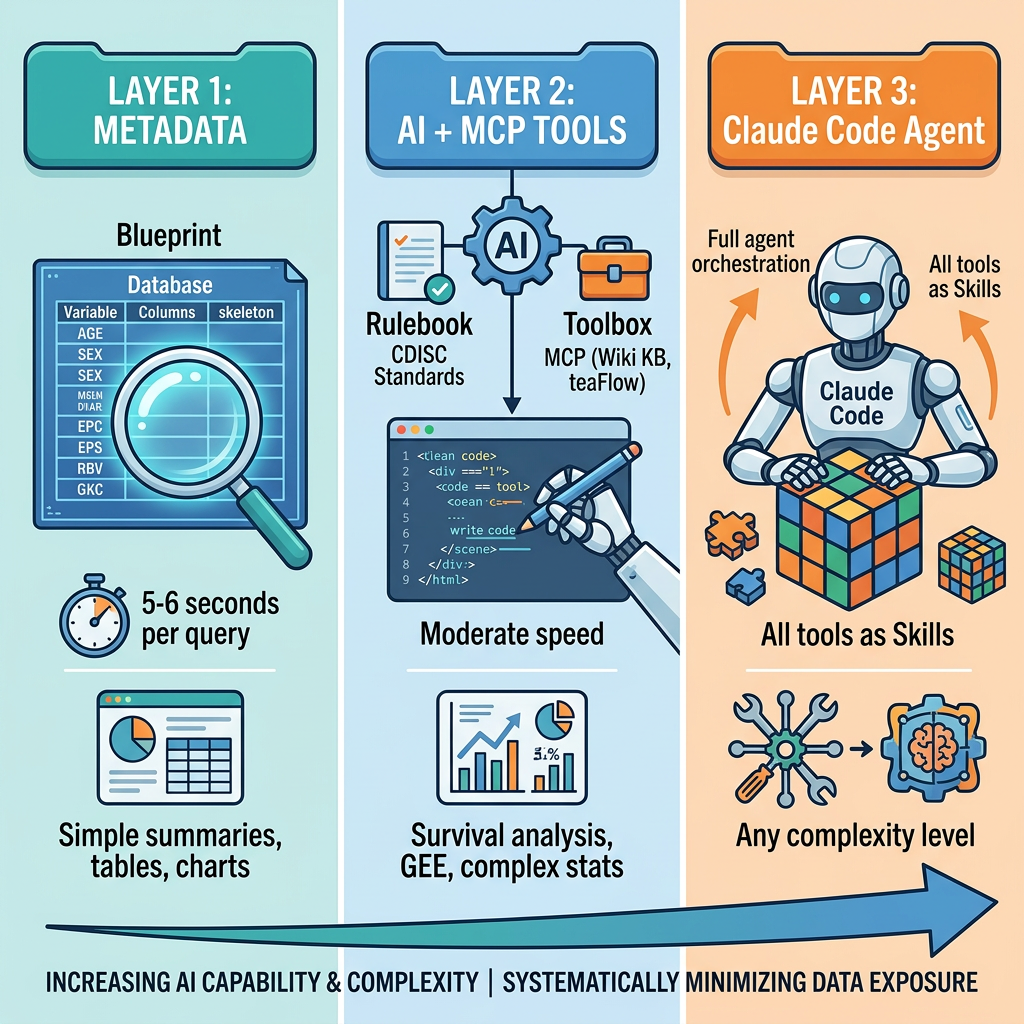 LAYER 1:
METADATA
Blueprint
Database
Variable Columns skeleton
AGE
SEX
SEX
EPC
EPS
RBV
GKC
5-6 seconds
per query
Simple summaries,
tables, charts
LAYER 2:
AI + MCP TOOLS
AI
Rulebook
CDISC
Standards
Toolbox
MCP (Wiki KB,
teaFlow)
1 <Clean code>
2 <div ==="1">
3 <code == tool>
4
5 ----
6 write code
7 </scene>
8 </div:>
9 </html>
Moderate speed
Survival analysis,
GEE, complex stats
LAYER 3:
Claude Code Agent
Full agent
orchestration
All tools
as Skills
Claude
Code
All tools as Skills
Any complexity level
INCREASING AI CAPABILITY & COMPLEXITY | SYSTEMATICALLY MINIMIZING DATA EXPOSURE